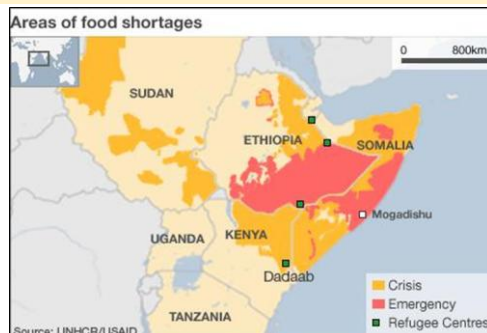 Areas of food shortages
0 800km
SUDAN
ETHIOPIA
SOMALIA
Mogadishu
UGANDA
KENYA
Dadaab
TANZANIA
Crisis
Emergency
Refugee Centres
Source: UNHCR/USAID